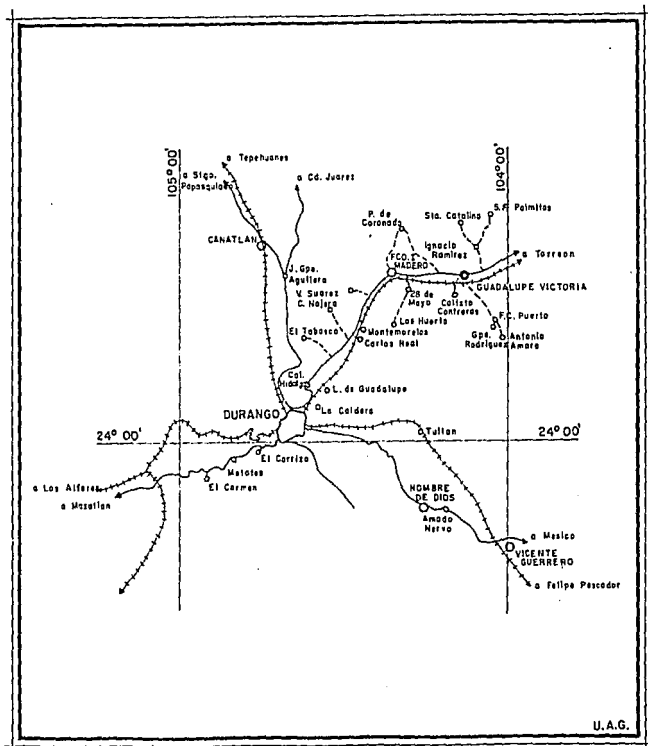 105° 00'
104° 00'
a Tepehuanes
a Stgo.
Papasquiaro
a Cd. Juarez
CANATLAN
J. Gpe.
Aguilera
P. de
Coronado
Sta. Catalina
S.F. Palmitos
Ignacio
Ramirez
a Torreon
FCO. I.
MADERO
GUADALUPE VICTORIA
V. Suarez
C. Najera
28 de
Mayo
Calixto
Contreras
F.C. Puerto
El Tabasco
Las Huerta
Montemorelos
Carlos Real
Gpe.
Rodriguez
Antonio
Amaro
Col.
Hidalgo
L. de Guadalupe
DURANGO
La Caldera
24° 00'
24° 00'
Tuitan
El Carrizo
Metates
El Carmen
a Los Alferes
a Mazatlan
NOMBRE
DE DIOS
Amado
Nervo
a Mexico
VICENTE
GUERRERO
a Felipe Pescador
U.A.G.